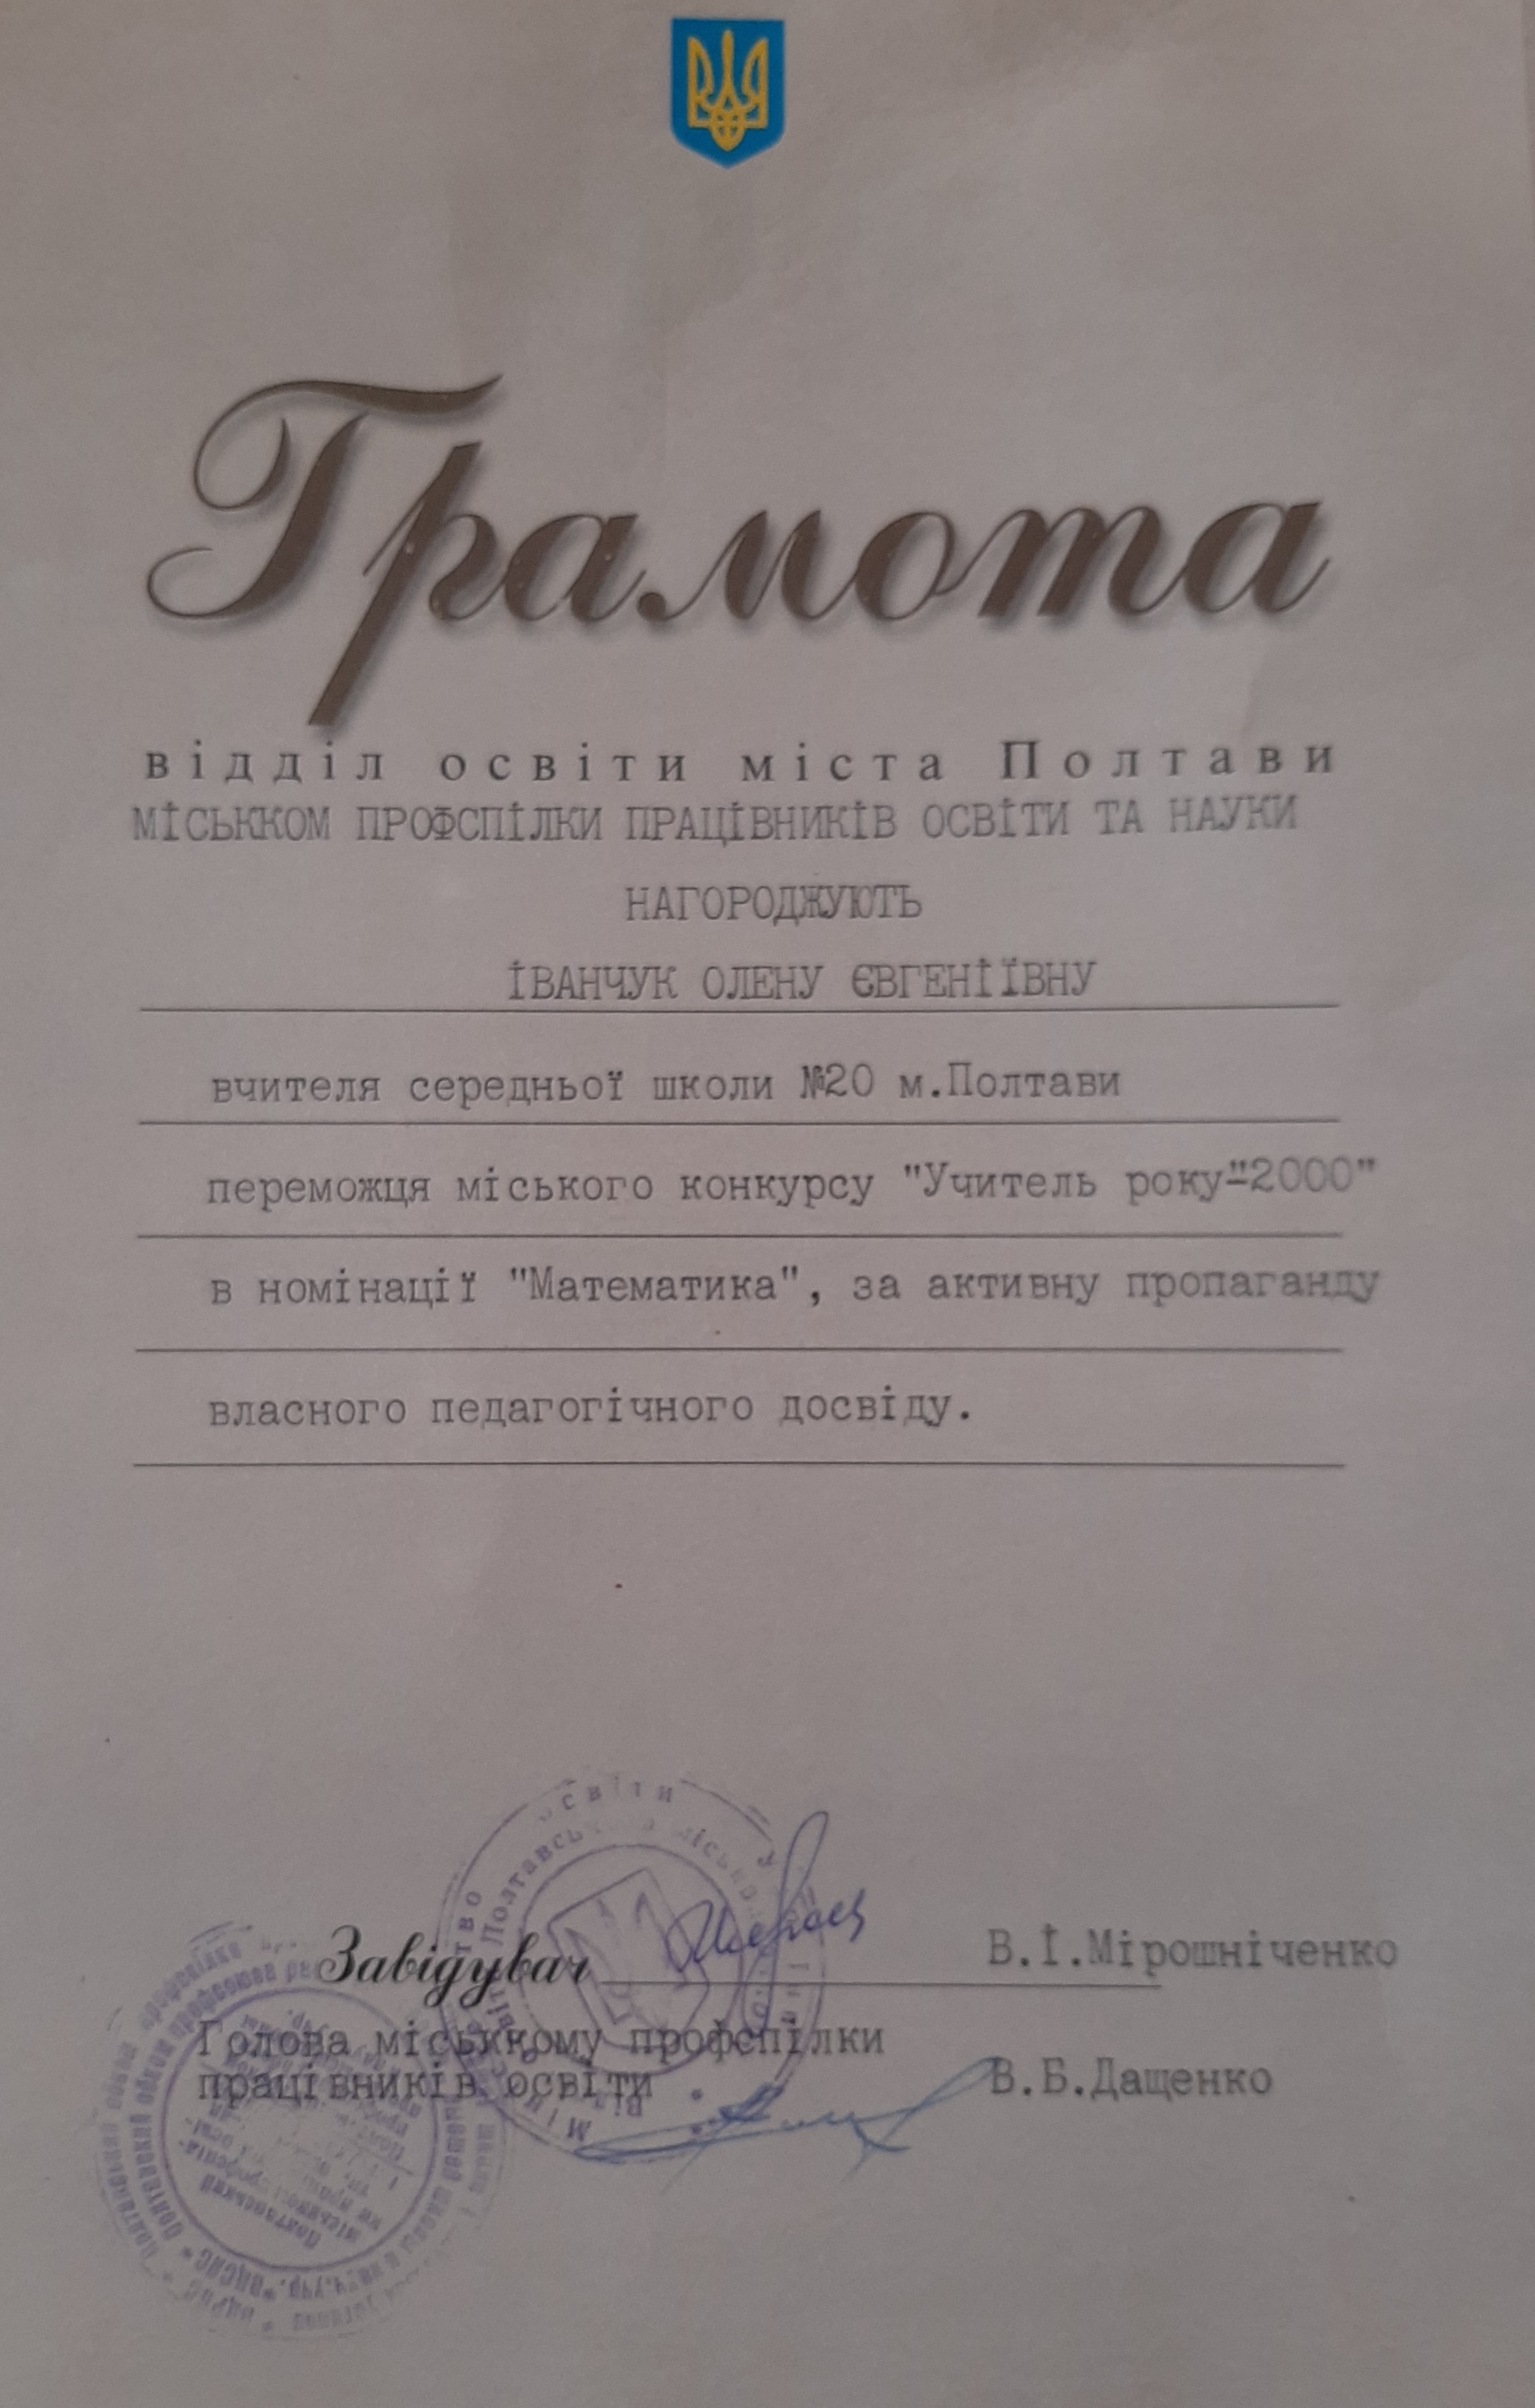 Грамота
відділ освіти міста Полтави
МІСЬККОМ ПРОФСПІЛКИ ПРАЦІВНИКІВ ОСВІТИ ТА НАУКИ
НАГОРОДЖУЮТЬ
ІВАНЧУК ОЛЕНУ ЄВГЕНІЇВНУ
вчителя середньої школи №20 м.Полтави
переможця міського конкурсу "Учитель року"-2000"
в номінації "Математика", за активну пропаганду
власного педагогічного досвіду.
освіти
Завідувач В.І.Мірошніченко
Голова міськкому профспілки
працівників освіти В.Б.Дащенко